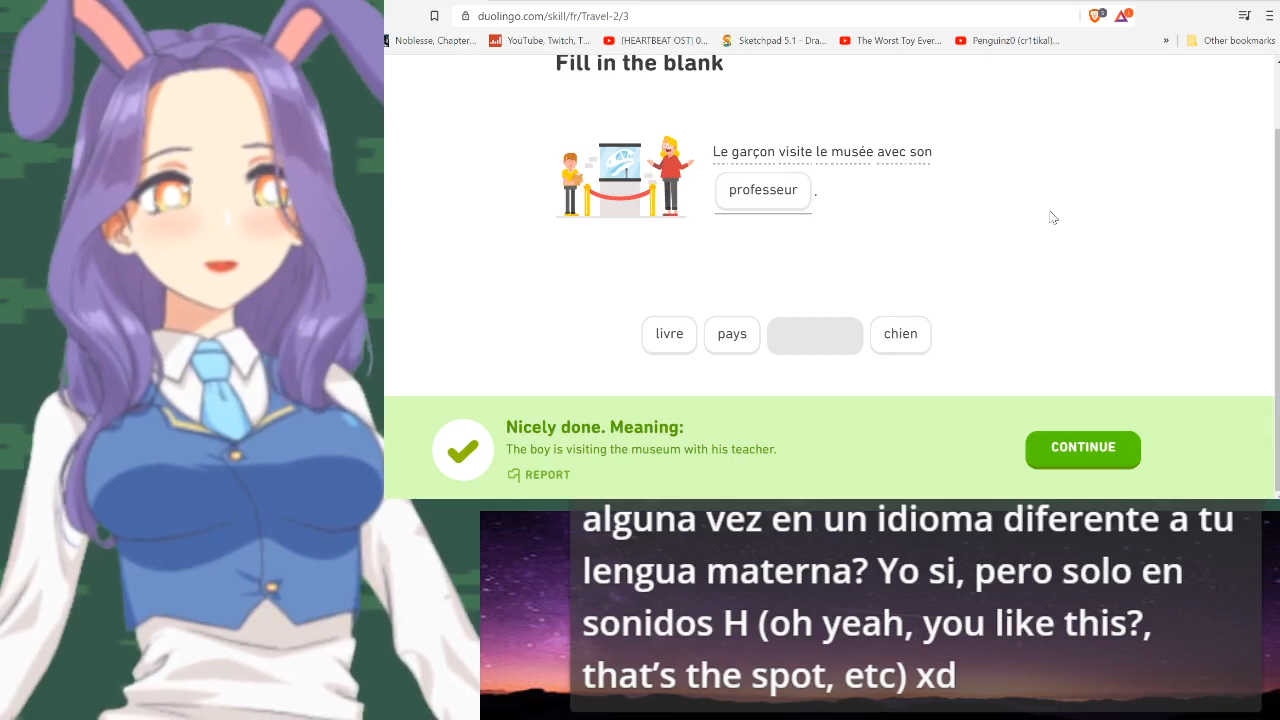 duolingo.com/skill/fr/Travel-2/3
Noblesse, Chapter...
YouTube, Twitch, T...
[HEARTBEAT OST] 0...
Sketchpad 5.1 - Dra...
The Worst Toy Ever...
Penguinz0 (cr1tikal)...
»
Other bookmarks
Fill in the blank
Le garçon visite le musée avec son
professeur .
livre pays chien
Nicely done. Meaning:
The boy is visiting the museum with his teacher.
REPORT
CONTINUE
alguna vez en un idioma diferente a tu
lengua materna? Yo si, pero solo en
sonidos H (oh yeah, you like this?,
that's the spot, etc) xd